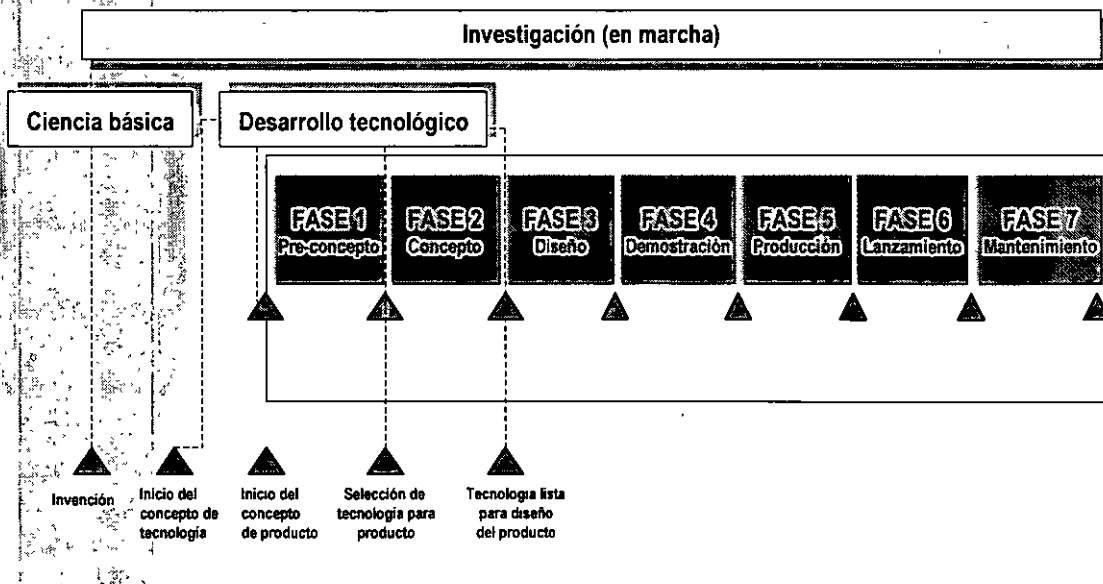 Investigación (en marcha)
Ciencia básica
Desarrollo tecnológico
FASE 1
Pre-concepto
FASE 2
Concepto
FASE 3
Diseño
FASE 4
Demostración
FASE 5
Producción
FASE 6
Lanzamiento
FASE 7
Mantenimiento
Invención
Inicio del
concepto de
tecnología
Inicio del
concepto
de producto
Selección de
tecnología para
producto
Tecnologia lista
para diseño
del producto